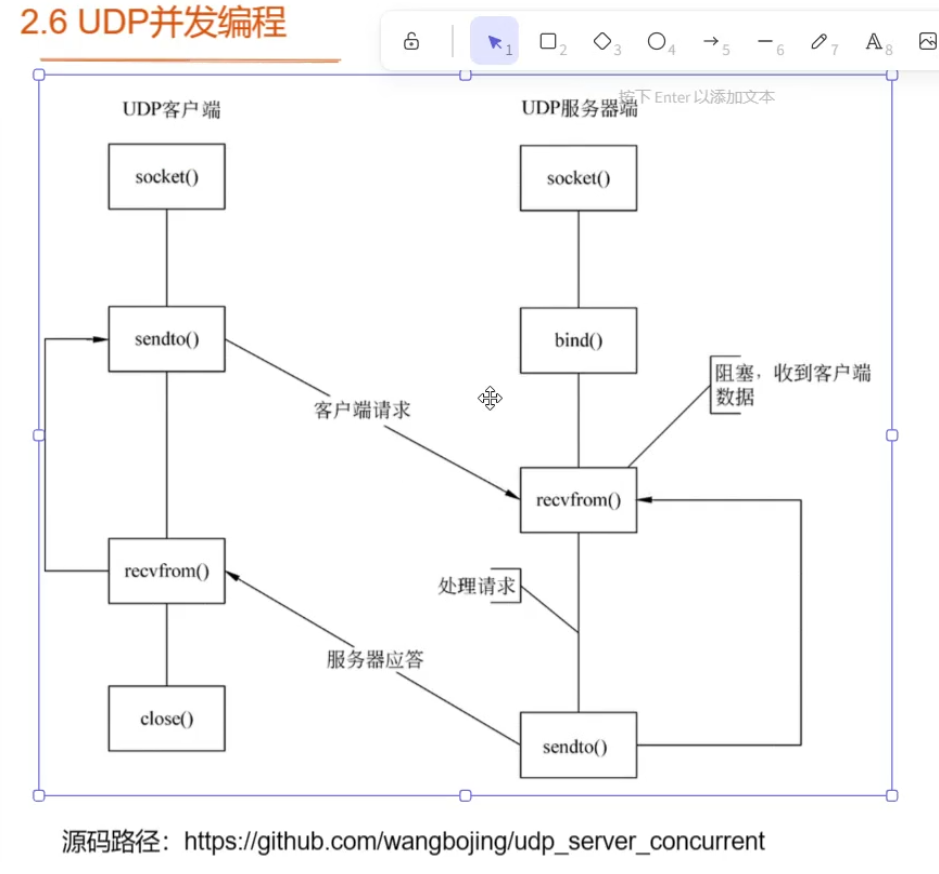 2.6 UDP并发编程
1
2
3
4
5
6
7
A
8
按下 Enter 以添加文本
UDP客户端
UDP服务器端
socket()
socket()
sendto()
bind()
阻塞，收到客户端
数据
客户端请求
recvfrom()
recvfrom()
处理请求
服务器应答
close()
sendto()
源码路径：https://github.com/wangbojing/udp_server_concurrent